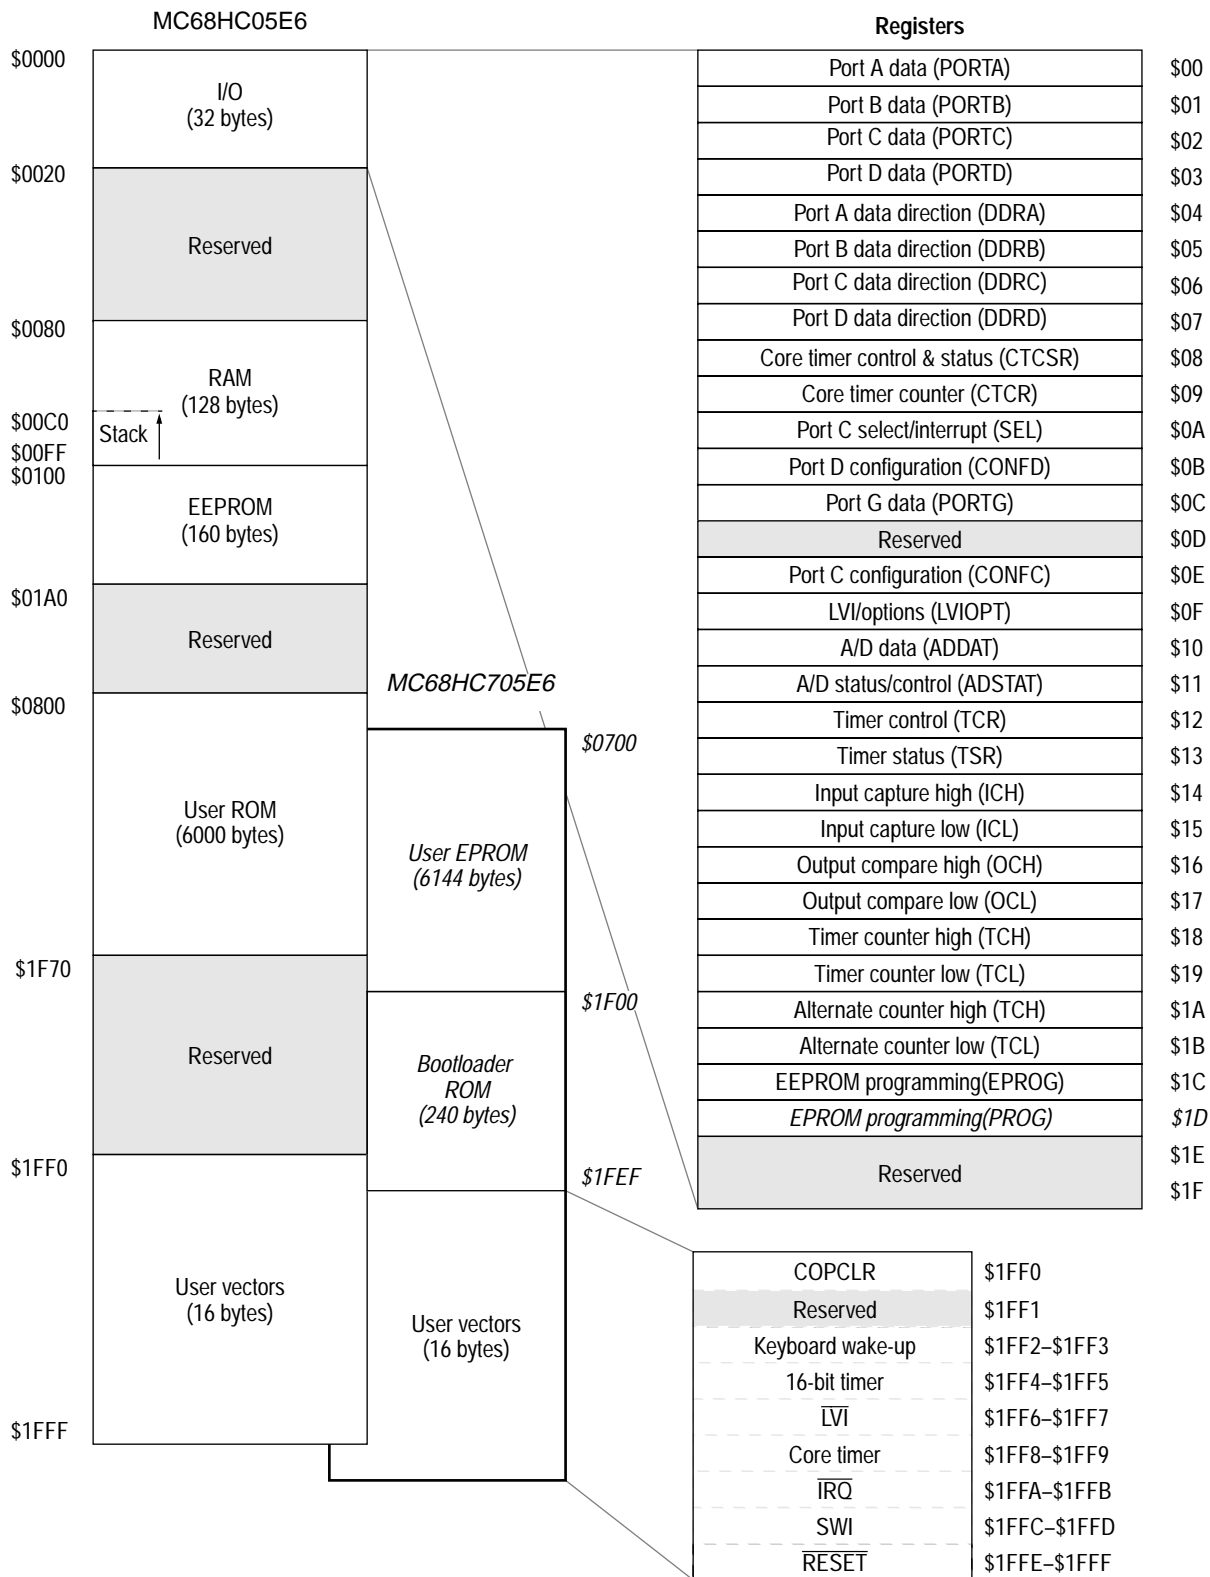 MC68HC05E6
$0000
I/O
(32 bytes)
$0020
Reserved
$0080
RAM
(128 bytes)
$00C0
Stack
$00FF
$0100
EEPROM
(160 bytes)
$01A0
Reserved
$0800
User ROM
(6000 bytes)
$1F70
Reserved
$1FF0
User vectors
(16 bytes)
$1FFF
MC68HC705E6
$0700
User EPROM
(6144 bytes)
$1F00
Bootloader
ROM
(240 bytes)
$1FEF
User vectors
(16 bytes)
Registers
Port A data (PORTA) $00
Port B data (PORTB) $01
Port C data (PORTC) $02
Port D data (PORTD) $03
Port A data direction (DDRA) $04
Port B data direction (DDRB) $05
Port C data direction (DDRC) $06
Port D data direction (DDRD) $07
Core timer control & status (CTCSR) $08
Core timer counter (CTCR) $09
Port C select/interrupt (SEL) $0A
Port D configuration (CONFD) $0B
Port G data (PORTG) $0C
Reserved $0D
Port C configuration (CONFC) $0E
LVI/options (LVIOPT) $0F
A/D data (ADDAT) $10
A/D status/control (ADSTAT) $11
Timer control (TCR) $12
Timer status (TSR) $13
Input capture high (ICH) $14
Input capture low (ICL) $15
Output compare high (OCH) $16
Output compare low (OCL) $17
Timer counter high (TCH) $18
Timer counter low (TCL) $19
Alternate counter high (TCH) $1A
Alternate counter low (TCL) $1B
EEPROM programming(EPROG) $1C
EPROM programming(PROG) $1D
$1E
Reserved
$1F
COPCLR $1FF0
Reserved $1FF1
Keyboard wake-up $1FF2–$1FF3
16-bit timer $1FF4–$1FF5
LVI $1FF6–$1FF7
Core timer $1FF8–$1FF9
IRQ $1FFA–$1FFB
SWI $1FFC–$1FFD
RESET $1FFE–$1FFF